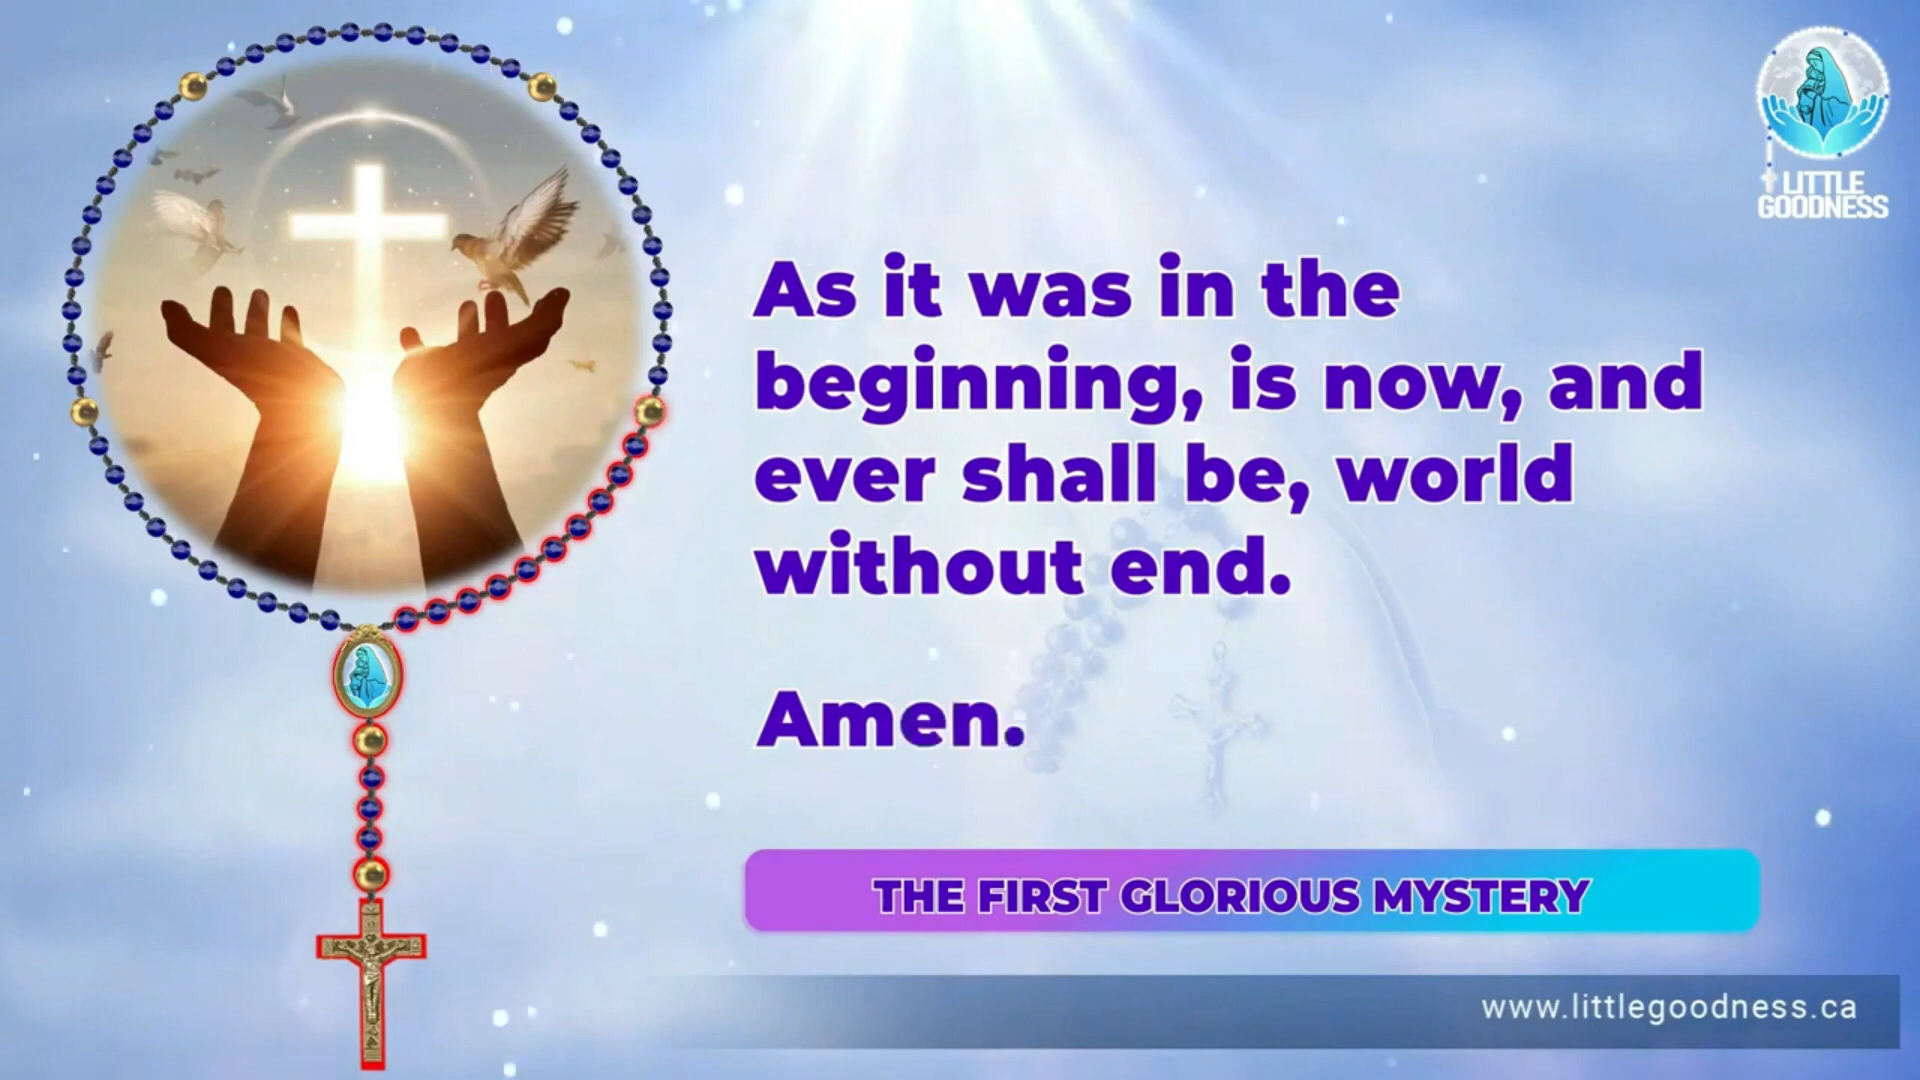 LITTLE
GOODNESS
As it was in the
beginning, is now, and
ever shall be, world
without end.
Amen.
THE FIRST GLORIOUS MYSTERY
www.littlegoodness.ca